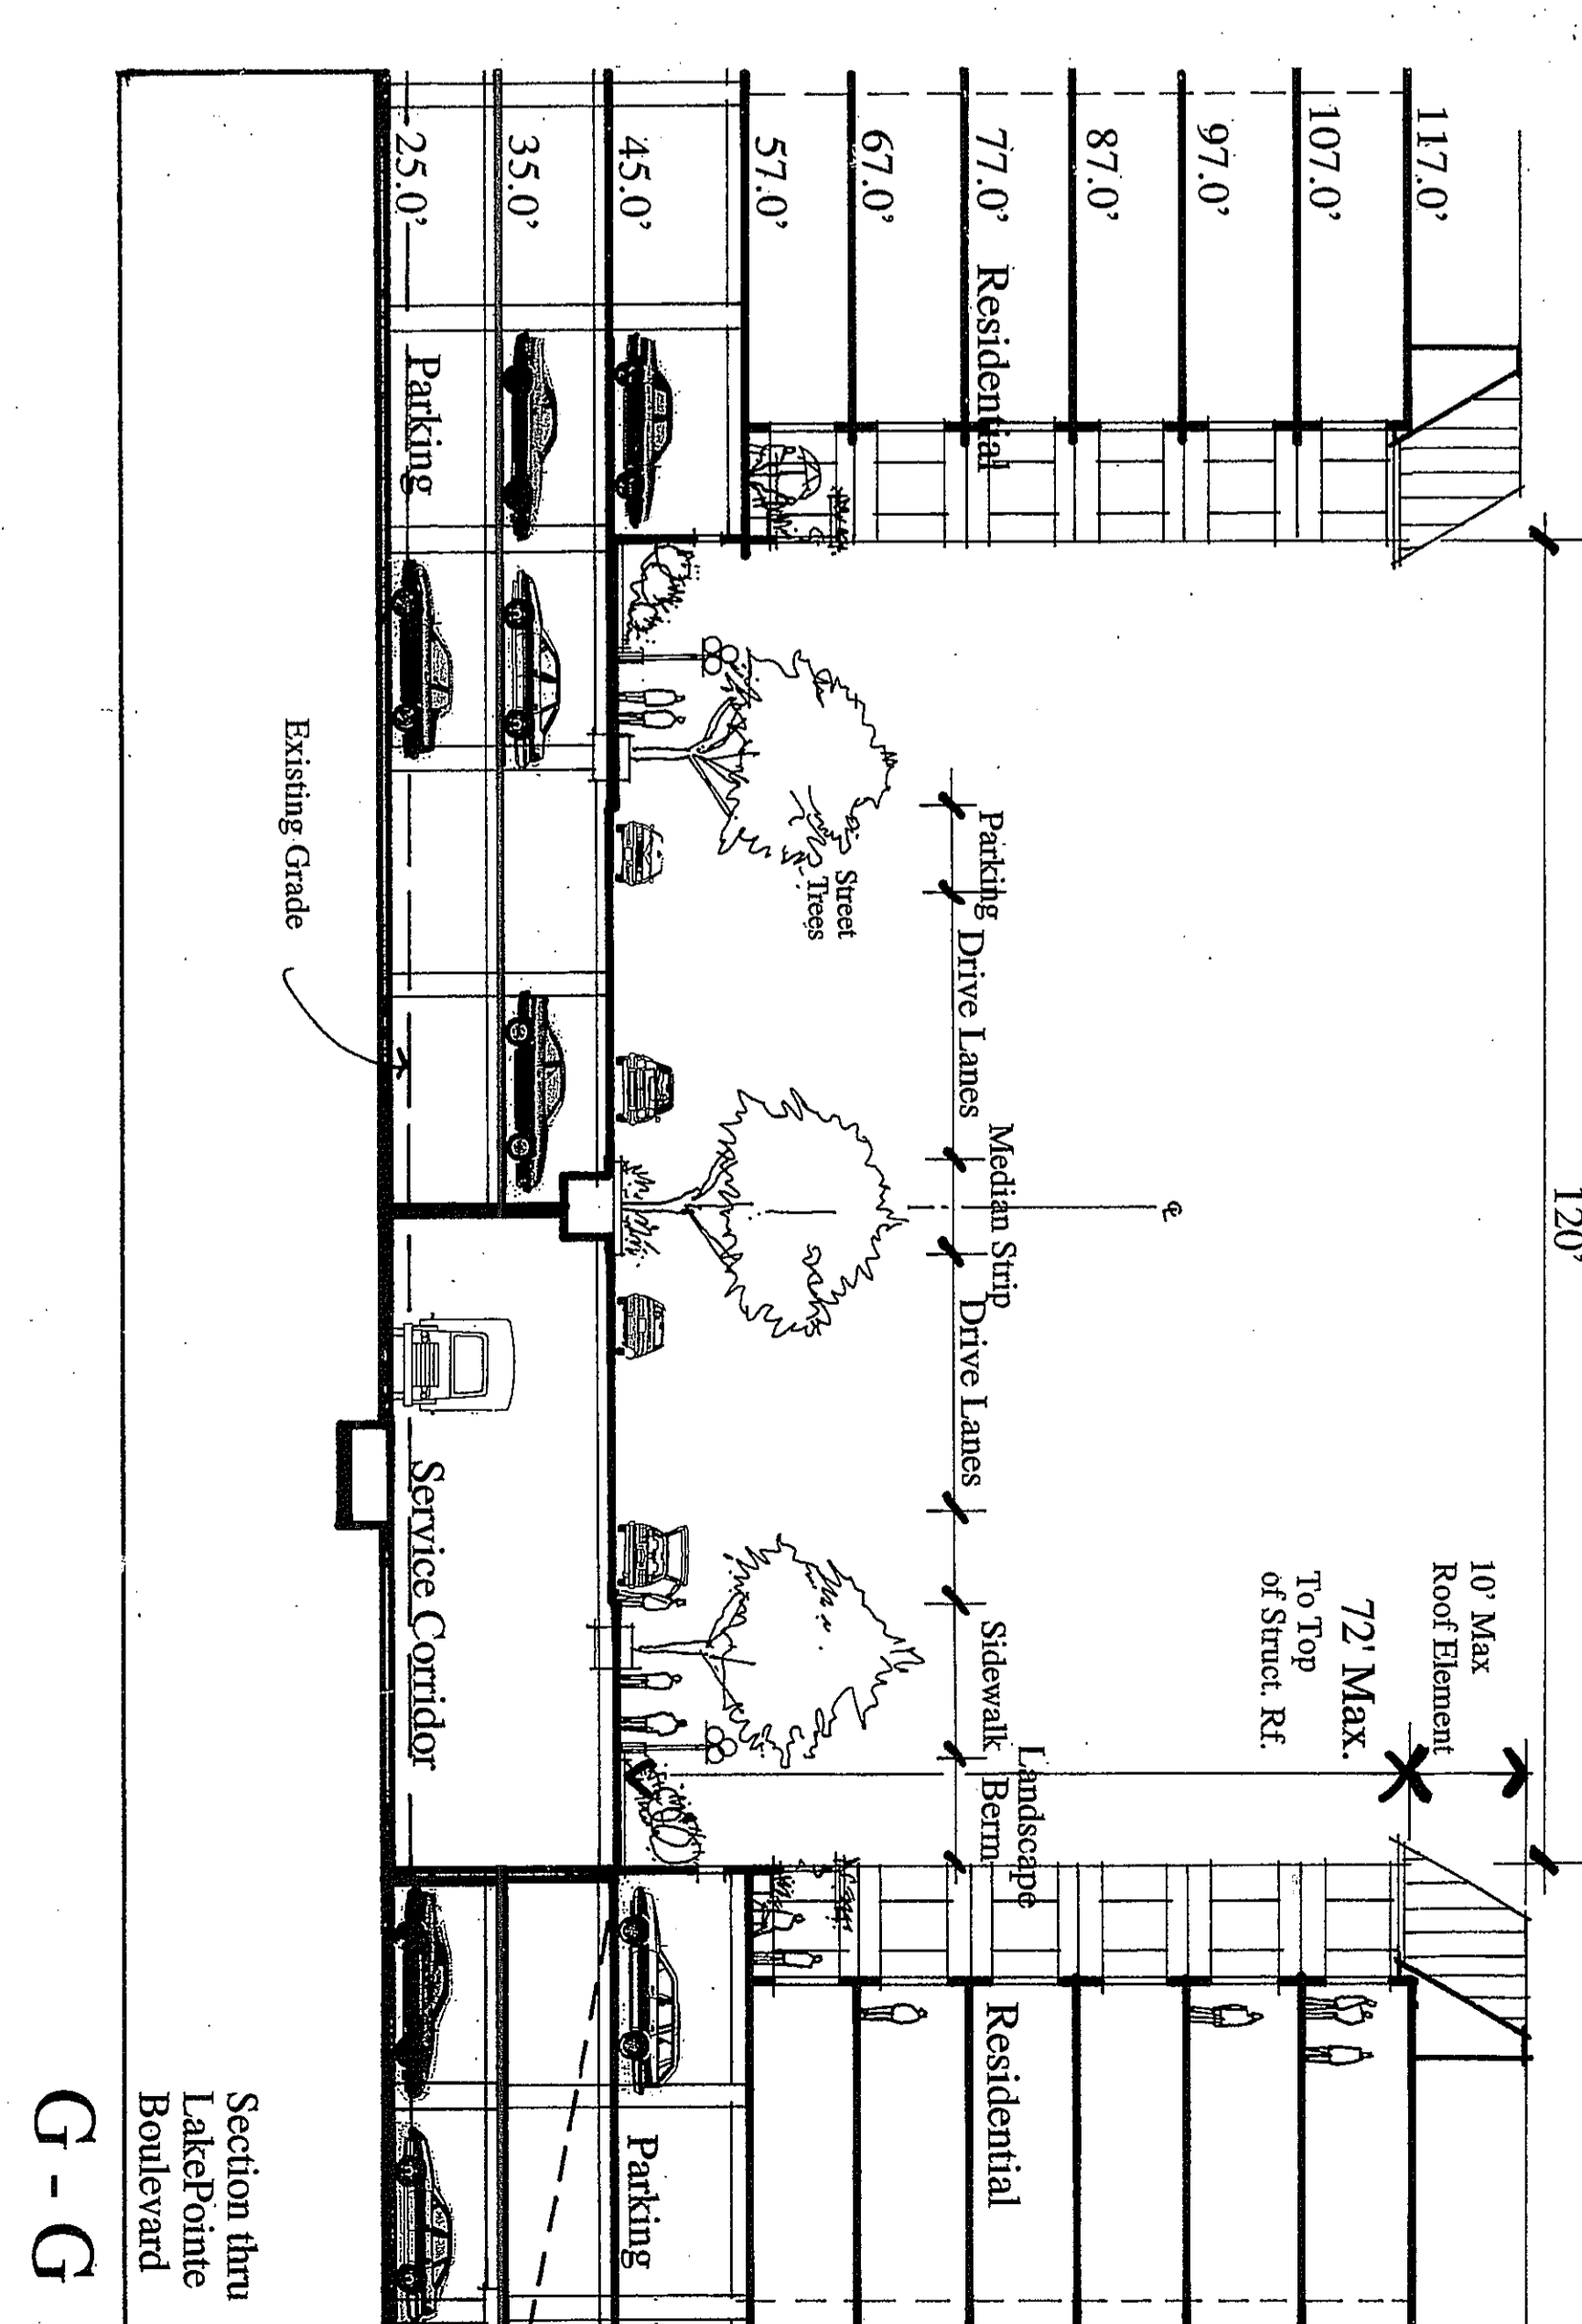 120'
10' Max
Roof Element
72' Max.
To Top
of Struct. Rf.
117.0'
107.0'
97.0'
87.0'
77.0'
67.0'
57.0'
45.0'
35.0'
25.0'
Residential
Parking
Street
Trees
Parking
Drive Lanes
Median Strip
Drive Lanes
Sidewalk
Landscape
Berm
℄
Residential
Parking
Service Corridor
Existing Grade
Section thru
LakePointe
Boulevard
G - G